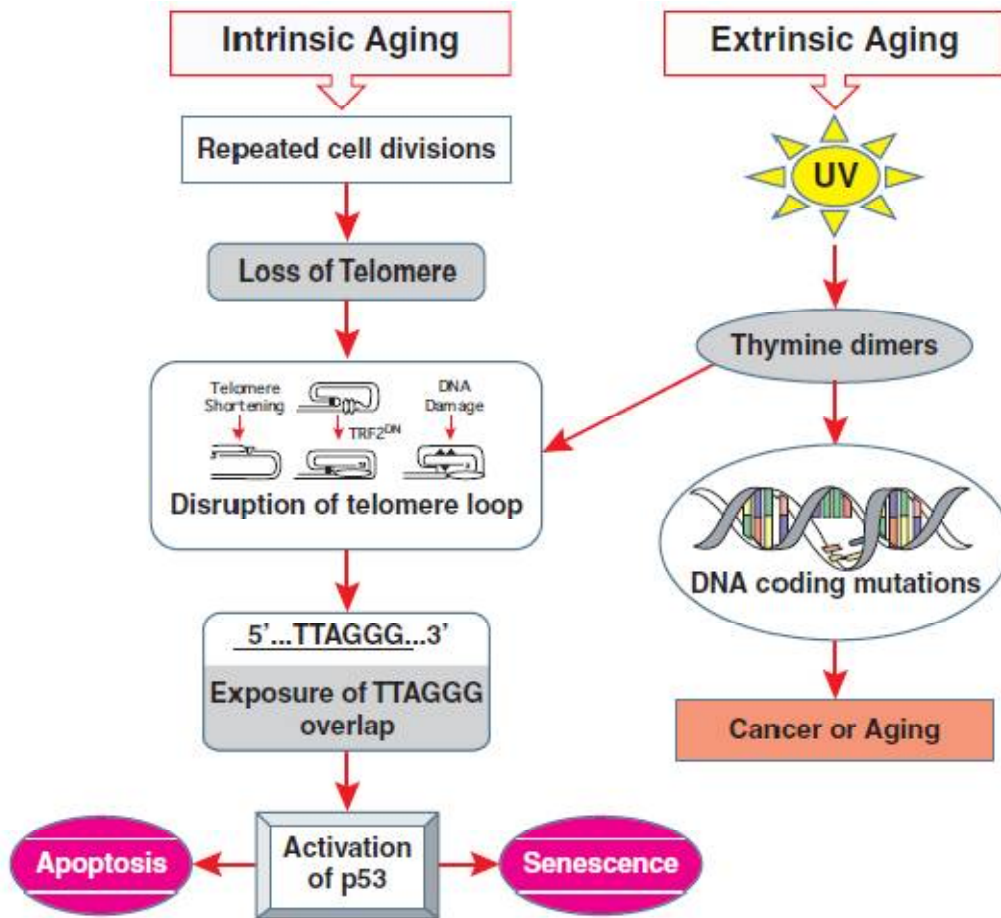 Intrinsic Aging
Repeated cell divisions
Loss of Telomere
Telomere
Shortening
TRF2DN
DNA
Damage
Disruption of telomere loop
5'...TTAGGG...3'
Exposure of TTAGGG
overlap
Activation
of p53
Apoptosis
Senescence
Extrinsic Aging
UV
Thymine dimers
DNA coding mutations
Cancer or Aging